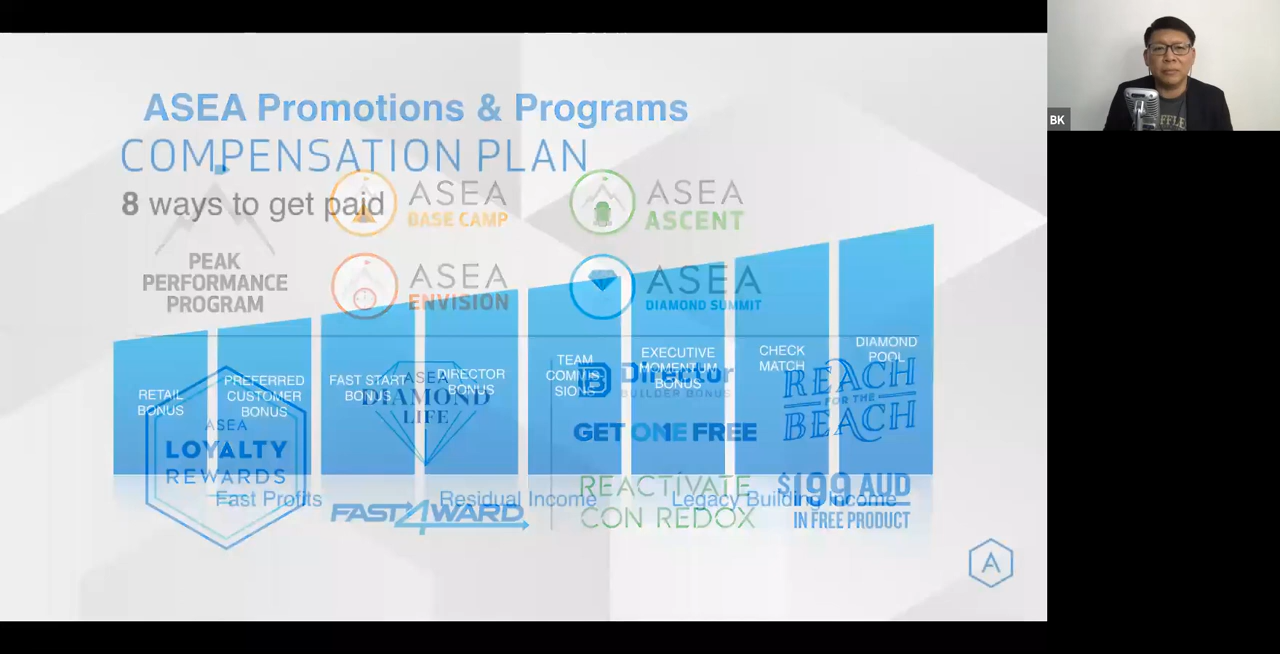 ASEA Promotions & Programs
COMPENSATION PLAN
8 ways to get paid
ASEA
BASE CAMP
ASEA
ASCENT
PEAK
PERFORMANCE
PROGRAM
ASEA
ENVISION
ASEA
DIAMOND SUMMIT
RETAIL
BONUS
PREFERRED
CUSTOMER
BONUS
FAST START
BONUS
DIRECTOR
BONUS
TEAM
COMMIS-
SIONS
EXECUTIVE
MOMENTUM
BONUS
CHECK
MATCH
DIAMOND
POOL
ASEA
LOYALTY
REWARDS
ASEA
DIAMOND
LIFE
Director
BUILDER BONUS
REACH
FOR THE
BEACH
GET ONE FREE
FAST4WARD
REACTIVATE
CON REDOX
$199 AUD
IN FREE PRODUCT
Fast Profits
Residual Income
Legacy Building Income
A
BK